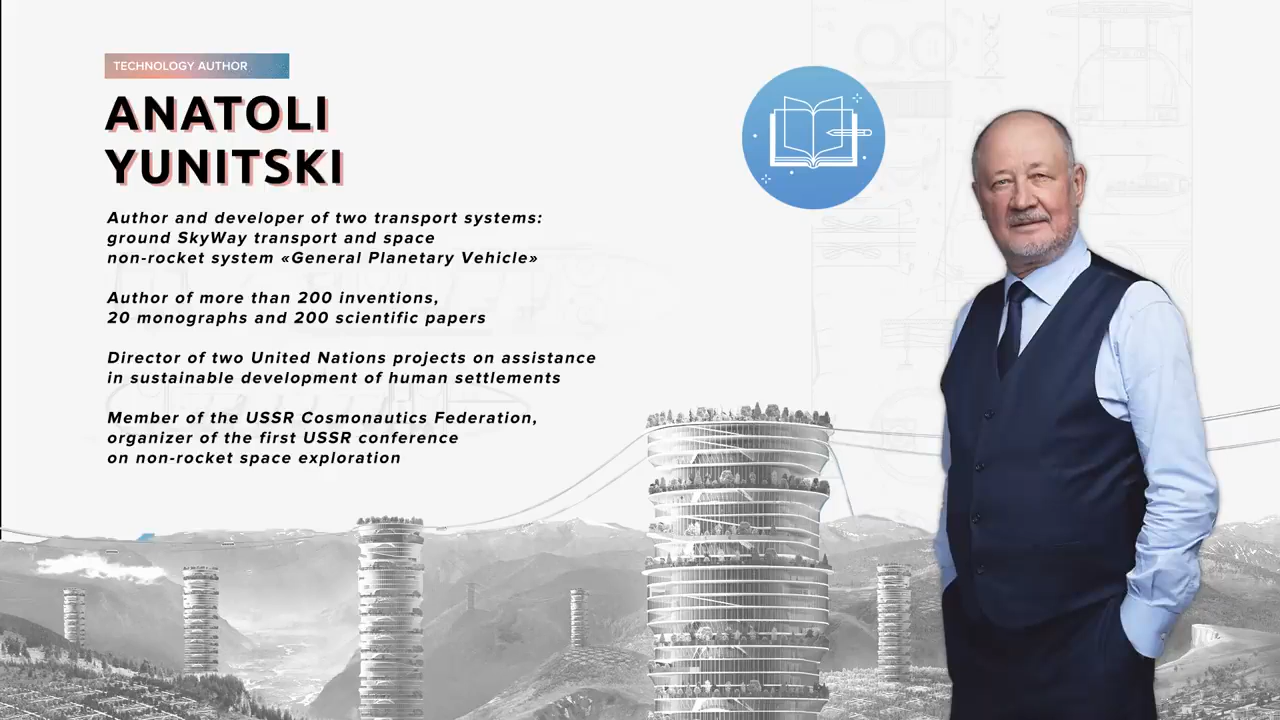 TECHNOLOGY AUTHOR
ANATOLI
YUNITSKI
Author and developer of two transport systems:
ground SkyWay transport and space
non-rocket system «General Planetary Vehicle»
Author of more than 200 inventions,
20 monographs and 200 scientific papers
Director of two United Nations projects on assistance
in sustainable development of human settlements
Member of the USSR Cosmonautics Federation,
organizer of the first USSR conference
on non-rocket space exploration